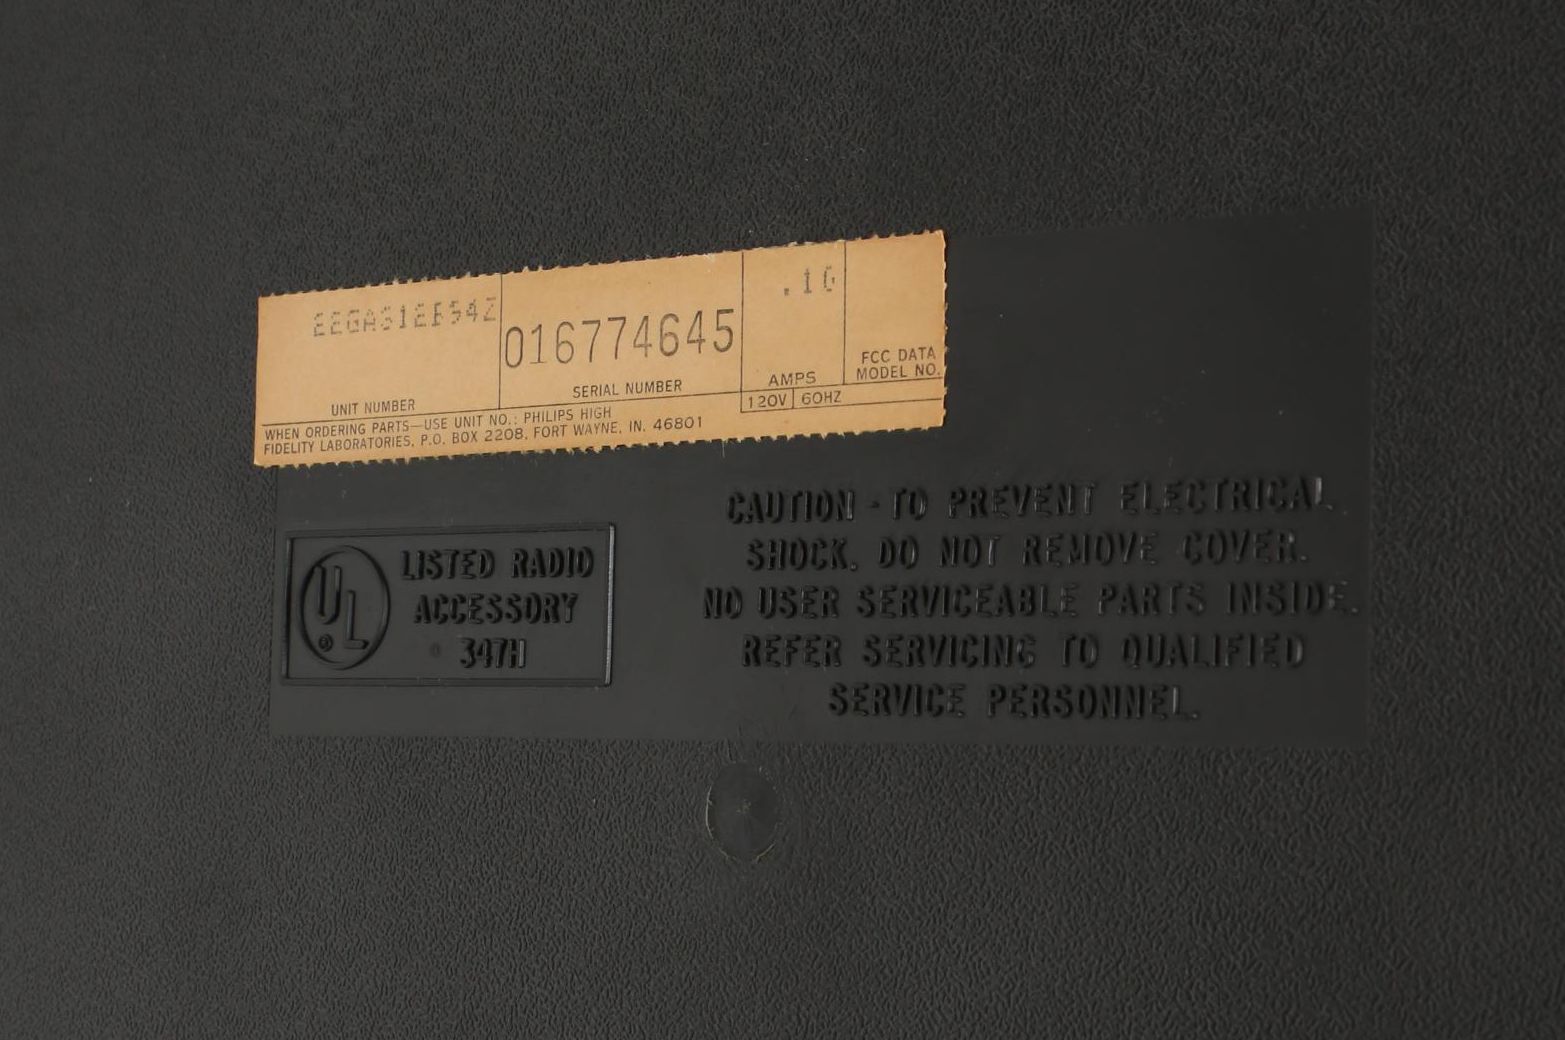 016774645
.10
UNIT NUMBER
SERIAL NUMBER
AMPS
FCC DATA
MODEL NO.
120V 60HZ
WHEN ORDERING PARTS—USE UNIT NO.: PHILIPS HIGH
FIDELITY LABORATORIES, P.O. BOX 2208, FORT WAYNE, IN. 46801
UL
®
LISTED RADIO
ACCESSORY
347H
CAUTION - TO PREVENT ELECTRICAL
SHOCK, DO NOT REMOVE COVER.
NO USER SERVICEABLE PARTS INSIDE.
REFER SERVICING TO QUALIFIED
SERVICE PERSONNEL.